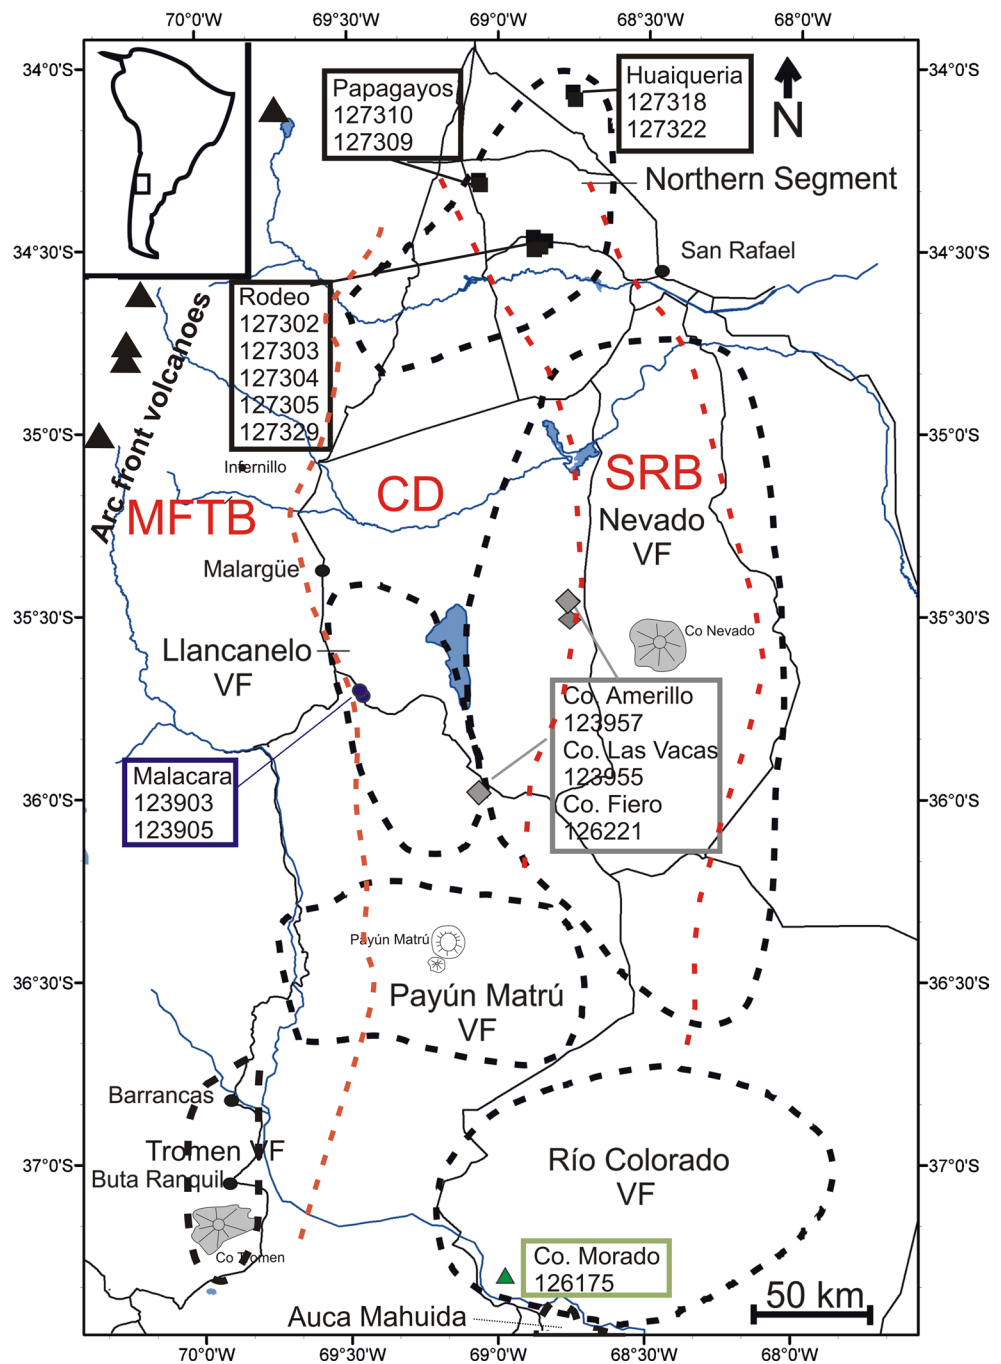 70°0'W
69°30'W
69°0'W
68°30'W
68°0'W
34°0'S
34°0'S
Papagayos
127310
127309
Huaiqueria
127318
127322
N
Northern Segment
34°30'S
34°30'S
San Rafael
Rodeo
127302
127303
127304
127305
127329
Arc front volcanoes
35°0'S
35°0'S
Infernillo
MFTB
CD
SRB
Nevado
VF
Malargüe
35°30'S
35°30'S
Co Nevado
Llancanelo
VF
Co. Amerillo
123957
Co. Las Vacas
123955
Co. Fiero
126221
Malacara
123903
123905
36°0'S
36°0'S
Payún Matrú
36°30'S
36°30'S
Payún Matrú
VF
Barrancas
Tromen VF
37°0'S
37°0'S
Buta Ranquil
Río Colorado
VF
Co Tromen
Co. Morado
126175
50 km
Auca Mahuida
70°0'W
69°30'W
69°0'W
68°30'W
68°0'W